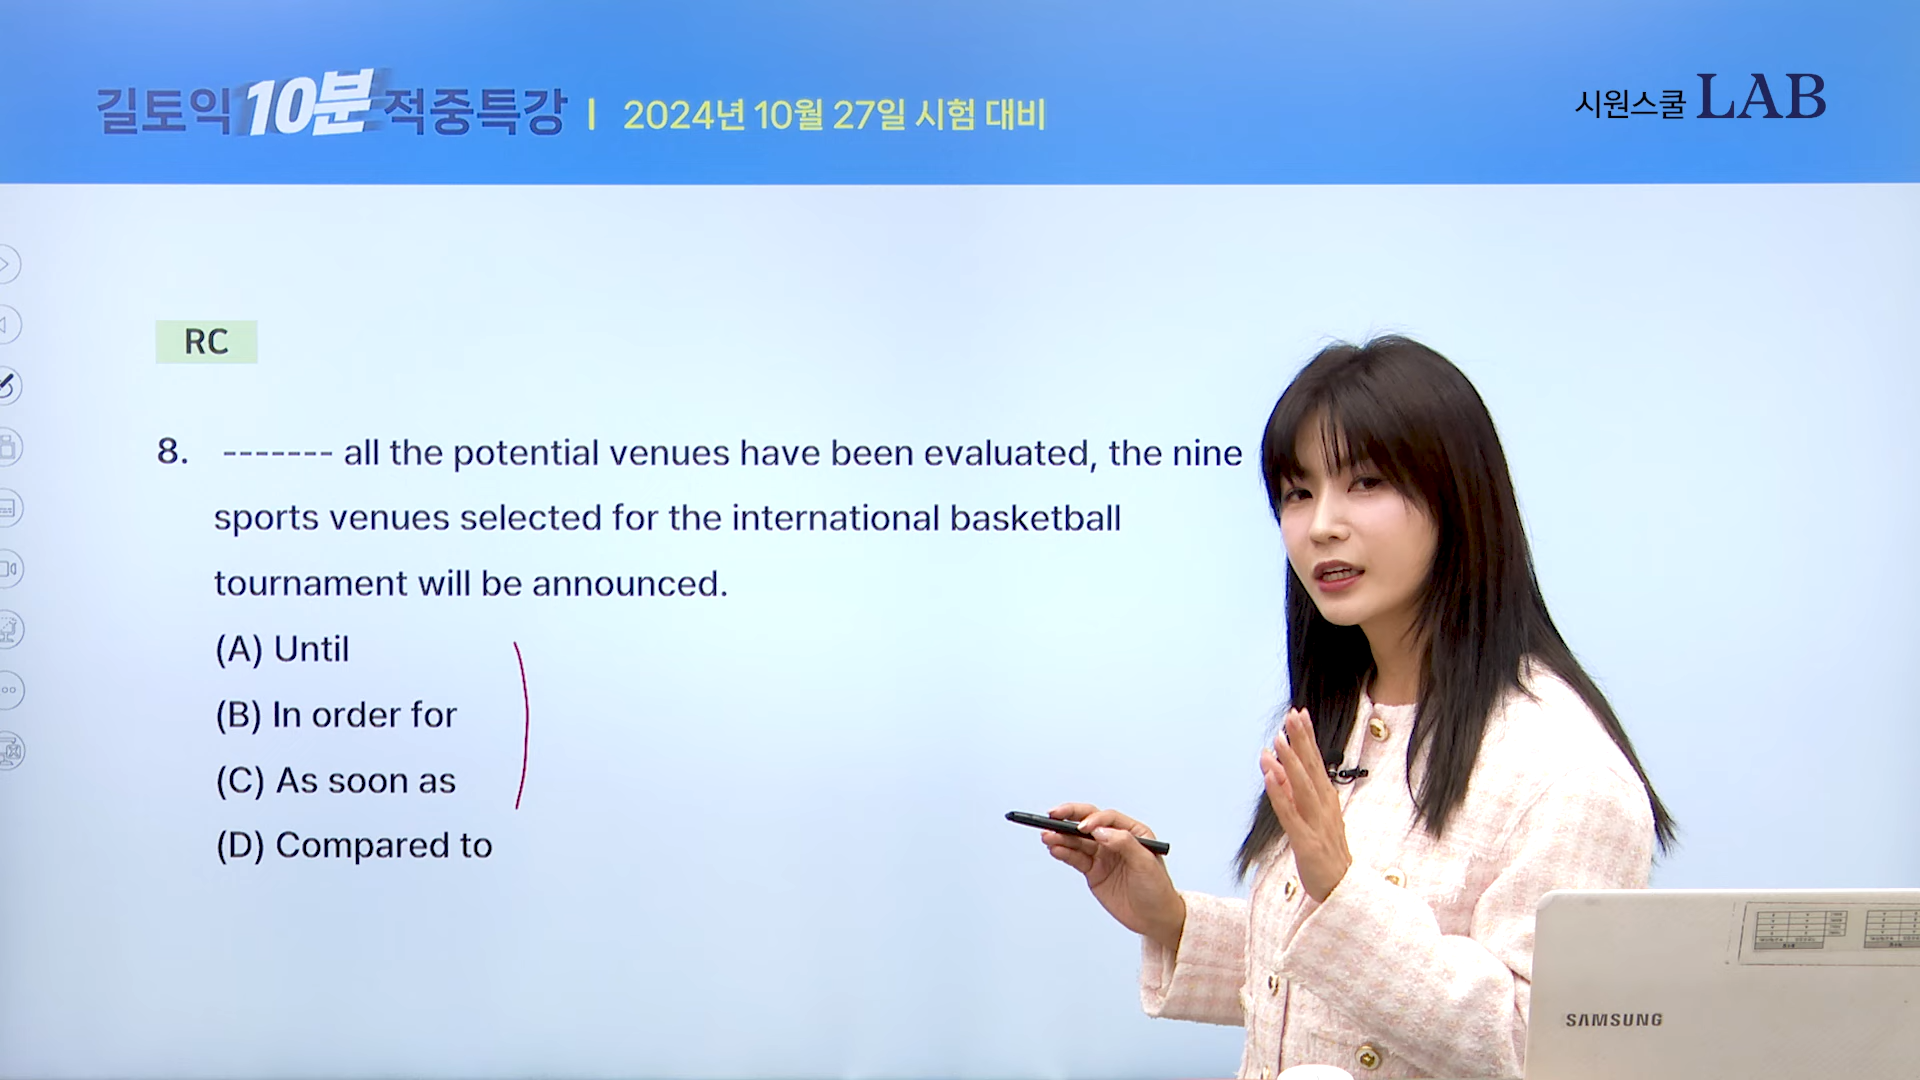 길토익 10분 적중특강 | 2024년 10월 27일 시험 대비
시원스쿨 LAB
RC
8. ------- all the potential venues have been evaluated, the nine
sports venues selected for the international basketball
tournament will be announced.
(A) Until
(B) In order for
(C) As soon as
(D) Compared to
SAMSUNG